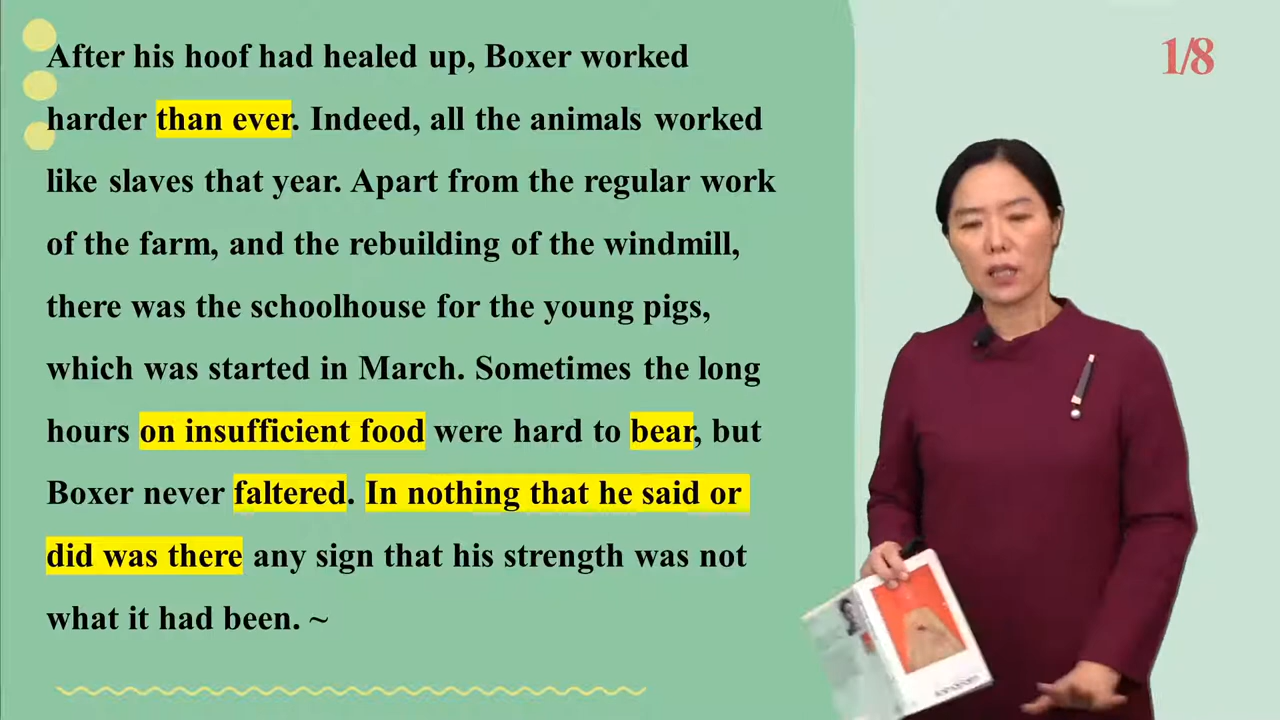 After his hoof had healed up, Boxer worked
harder than ever. Indeed, all the animals worked
like slaves that year. Apart from the regular work
of the farm, and the rebuilding of the windmill,
there was the schoolhouse for the young pigs,
which was started in March. Sometimes the long
hours on insufficient food were hard to bear, but
Boxer never faltered. In nothing that he said or
did was there any sign that his strength was not
what it had been. ~
1/8